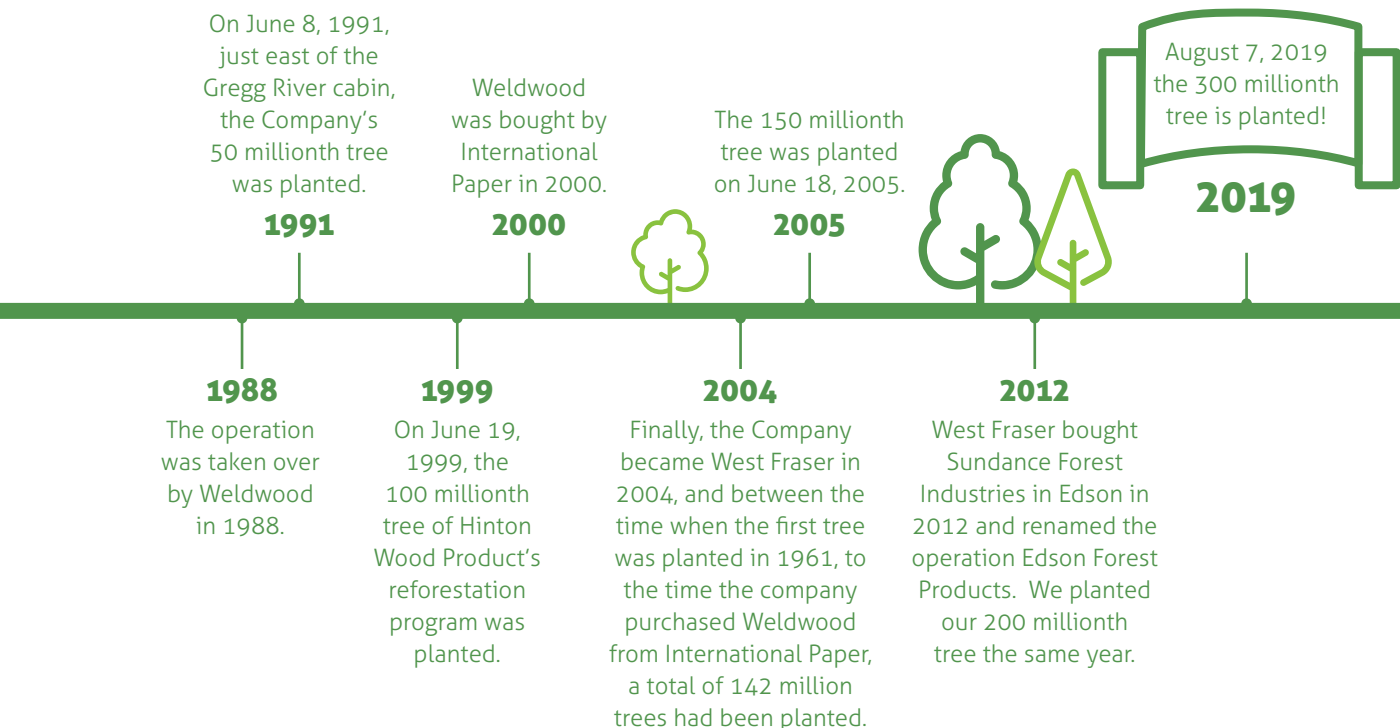 On June 8, 1991,
just east of the
Gregg River cabin,
the Company's
50 millionth tree
was planted.
1991
Weldwood
was bought by
International
Paper in 2000.
2000
The 150 millionth
tree was planted
on June 18, 2005.
2005
August 7, 2019
the 300 millionth
tree is planted!
2019
1988
The operation
was taken over
by Weldwood
in 1988.
1999
On June 19,
1999, the
100 millionth
tree of Hinton
Wood Product's
reforestation
program was
planted.
2004
Finally, the Company
became West Fraser in
2004, and between the
time when the first tree
was planted in 1961, to
the time the company
purchased Weldwood
from International Paper,
a total of 142 million
trees had been planted.
2012
West Fraser bought
Sundance Forest
Industries in Edson in
2012 and renamed the
operation Edson Forest
Products.  We planted
our 200 millionth
tree the same year.